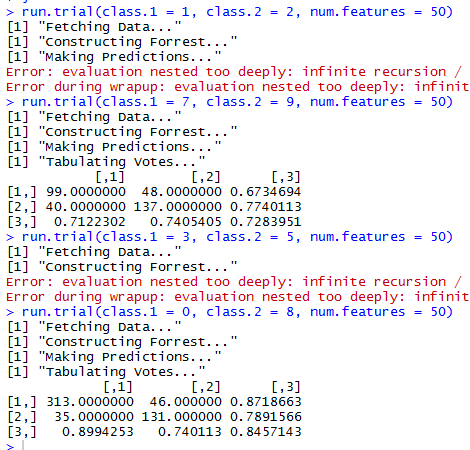 > run.trial(class.1 = 1, class.2 = 2, num.features = 50)
[1] "Fetching Data..."
[1] "Constructing Forrest..."
[1] "Making Predictions..."
Error: evaluation nested too deeply: infinite recursion /
Error during wrapup: evaluation nested too deeply: infinit
> run.trial(class.1 = 7, class.2 = 9, num.features = 50)
[1] "Fetching Data..."
[1] "Constructing Forrest..."
[1] "Making Predictions..."
[1] "Tabulating Votes..."
[,1] [,2] [,3]
[1,] 99.0000000 48.0000000 0.6734694
[2,] 40.0000000 137.0000000 0.7740113
[3,] 0.7122302 0.7405405 0.7283951
> run.trial(class.1 = 3, class.2 = 5, num.features = 50)
[1] "Fetching Data..."
[1] "Constructing Forrest..."
Error: evaluation nested too deeply: infinite recursion /
Error during wrapup: evaluation nested too deeply: infinit
> run.trial(class.1 = 0, class.2 = 8, num.features = 50)
[1] "Fetching Data..."
[1] "Constructing Forrest..."
[1] "Making Predictions..."
[1] "Tabulating Votes..."
[,1] [,2] [,3]
[1,] 313.0000000 46.000000 0.8718663
[2,] 35.0000000 131.000000 0.7891566
[3,] 0.8994253 0.740113 0.8457143
>